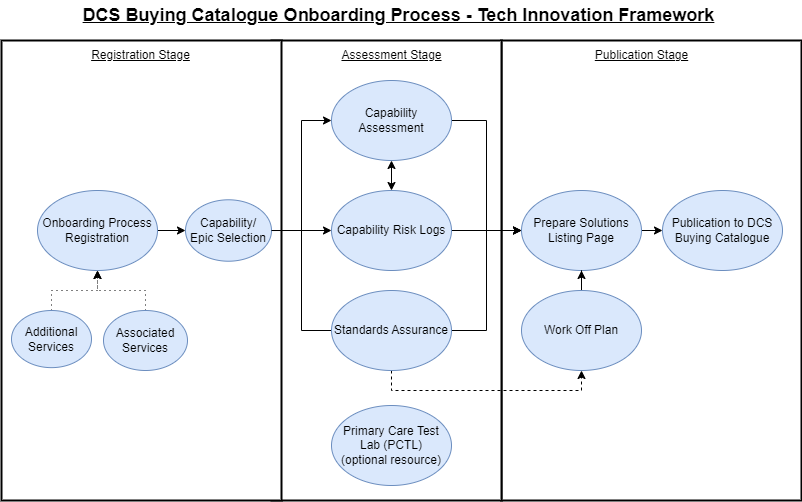 DCS Buying Catalogue Onboarding Process - Tech Innovation Framework
Registration Stage
Onboarding Process
Registration
Capability/
Epic Selection
Additional
Services
Associated
Services
Assessment Stage
Capability
Assessment
Capability Risk Logs
Standards Assurance
Primary Care Test
Lab (PCTL)
(optional resource)
Publication Stage
Prepare Solutions
Listing Page
Publication to DCS
Buying Catalogue
Work Off Plan